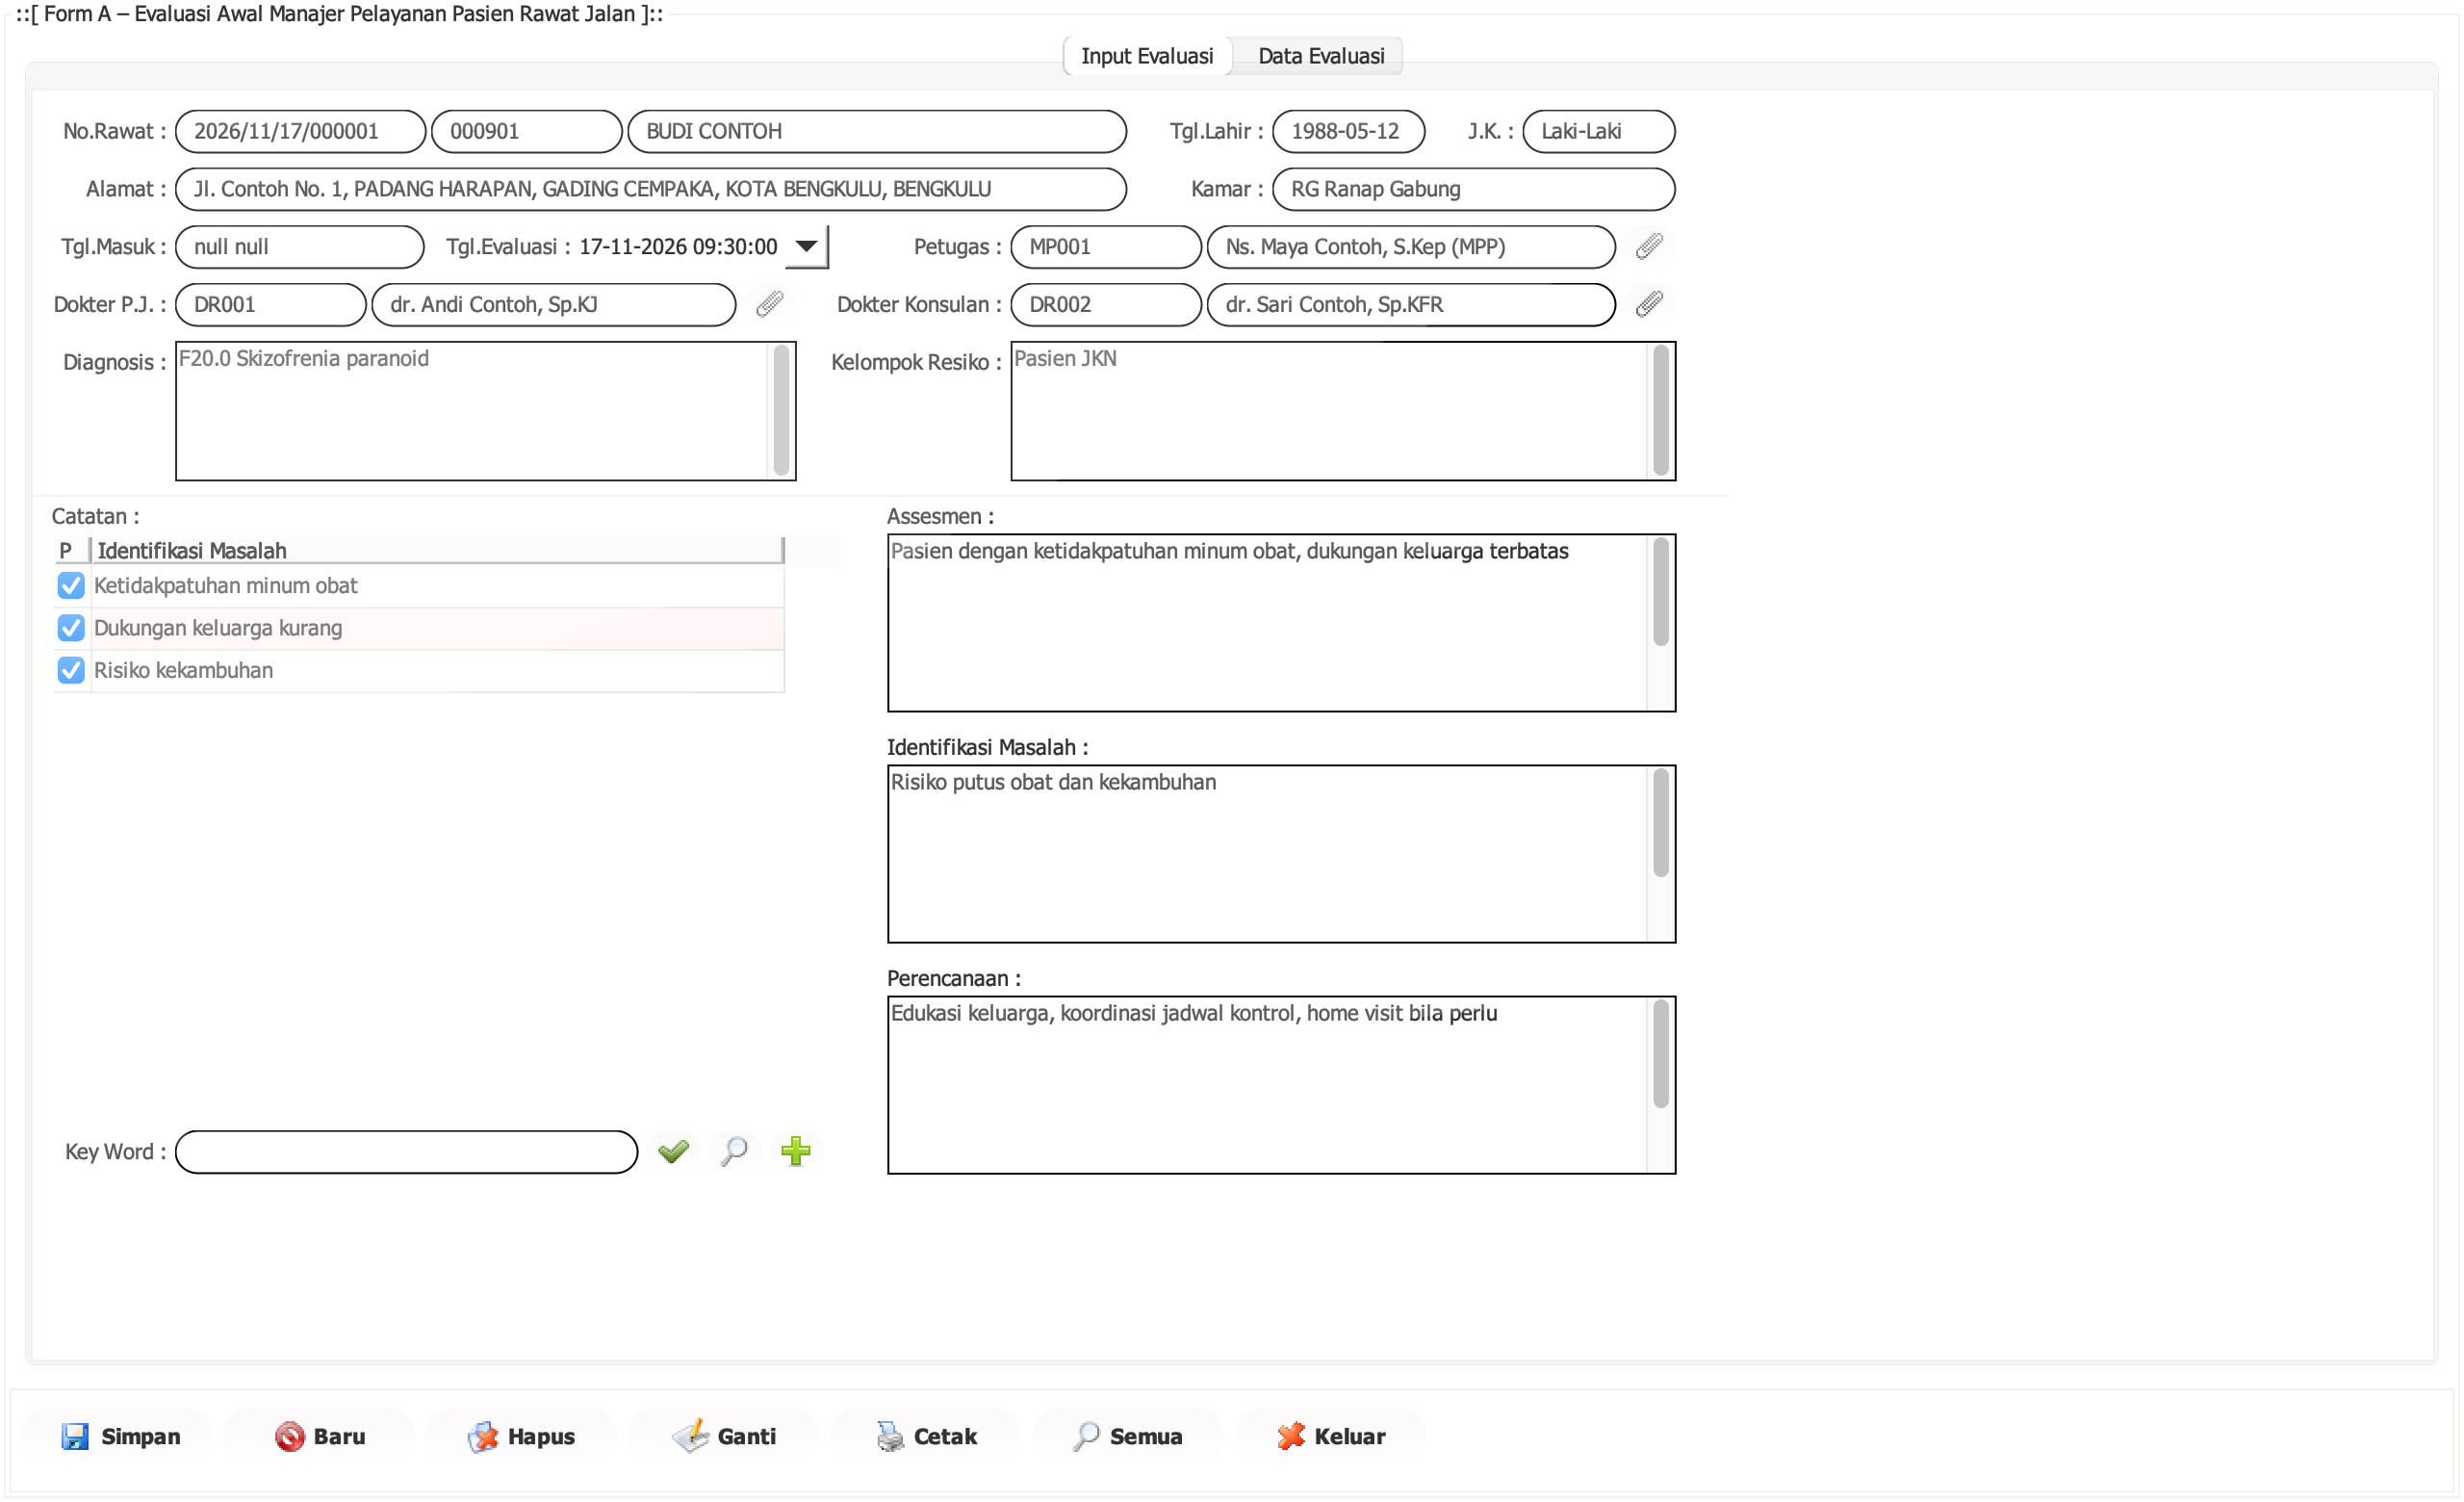 ::[ Form A – Evaluasi Awal Manajer Pelayanan Pasien Rawat Jalan ]::
Input Evaluasi Data Evaluasi
No.Rawat : 2026/11/17/000001 000901 BUDI CONTOH Tgl.Lahir : 1988-05-12 J.K. : Laki-Laki
Alamat : Jl. Contoh No. 1, PADANG HARAPAN, GADING CEMPAKA, KOTA BENGKULU, BENGKULU Kamar : RG Ranap Gabung
Tgl.Masuk : null null Tgl.Evaluasi : 17-11-2026 09:30:00 Petugas : MP001 Ns. Maya Contoh, S.Kep (MPP)
Dokter P.J. : DR001 dr. Andi Contoh, Sp.KJ Dokter Konsulan : DR002 dr. Sari Contoh, Sp.KFR
Diagnosis : F20.0 Skizofrenia paranoid Kelompok Resiko : Pasien JKN
Catatan :
P Identifikasi Masalah
Ketidakpatuhan minum obat
Dukungan keluarga kurang
Risiko kekambuhan
Assesmen :
Pasien dengan ketidakpatuhan minum obat, dukungan keluarga terbatas
Identifikasi Masalah :
Risiko putus obat dan kekambuhan
Perencanaan :
Edukasi keluarga, koordinasi jadwal kontrol, home visit bila perlu
Key Word :
Simpan Baru Hapus Ganti Cetak Semua Keluar